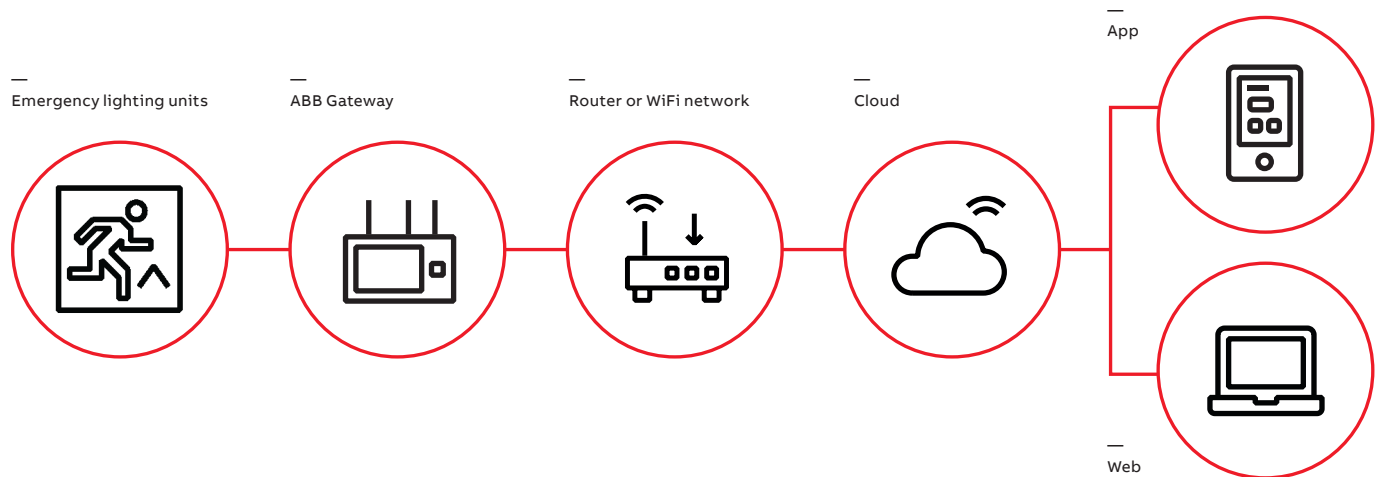 Emergency lighting units
ABB Gateway
Router or WiFi network
Cloud
App
Web